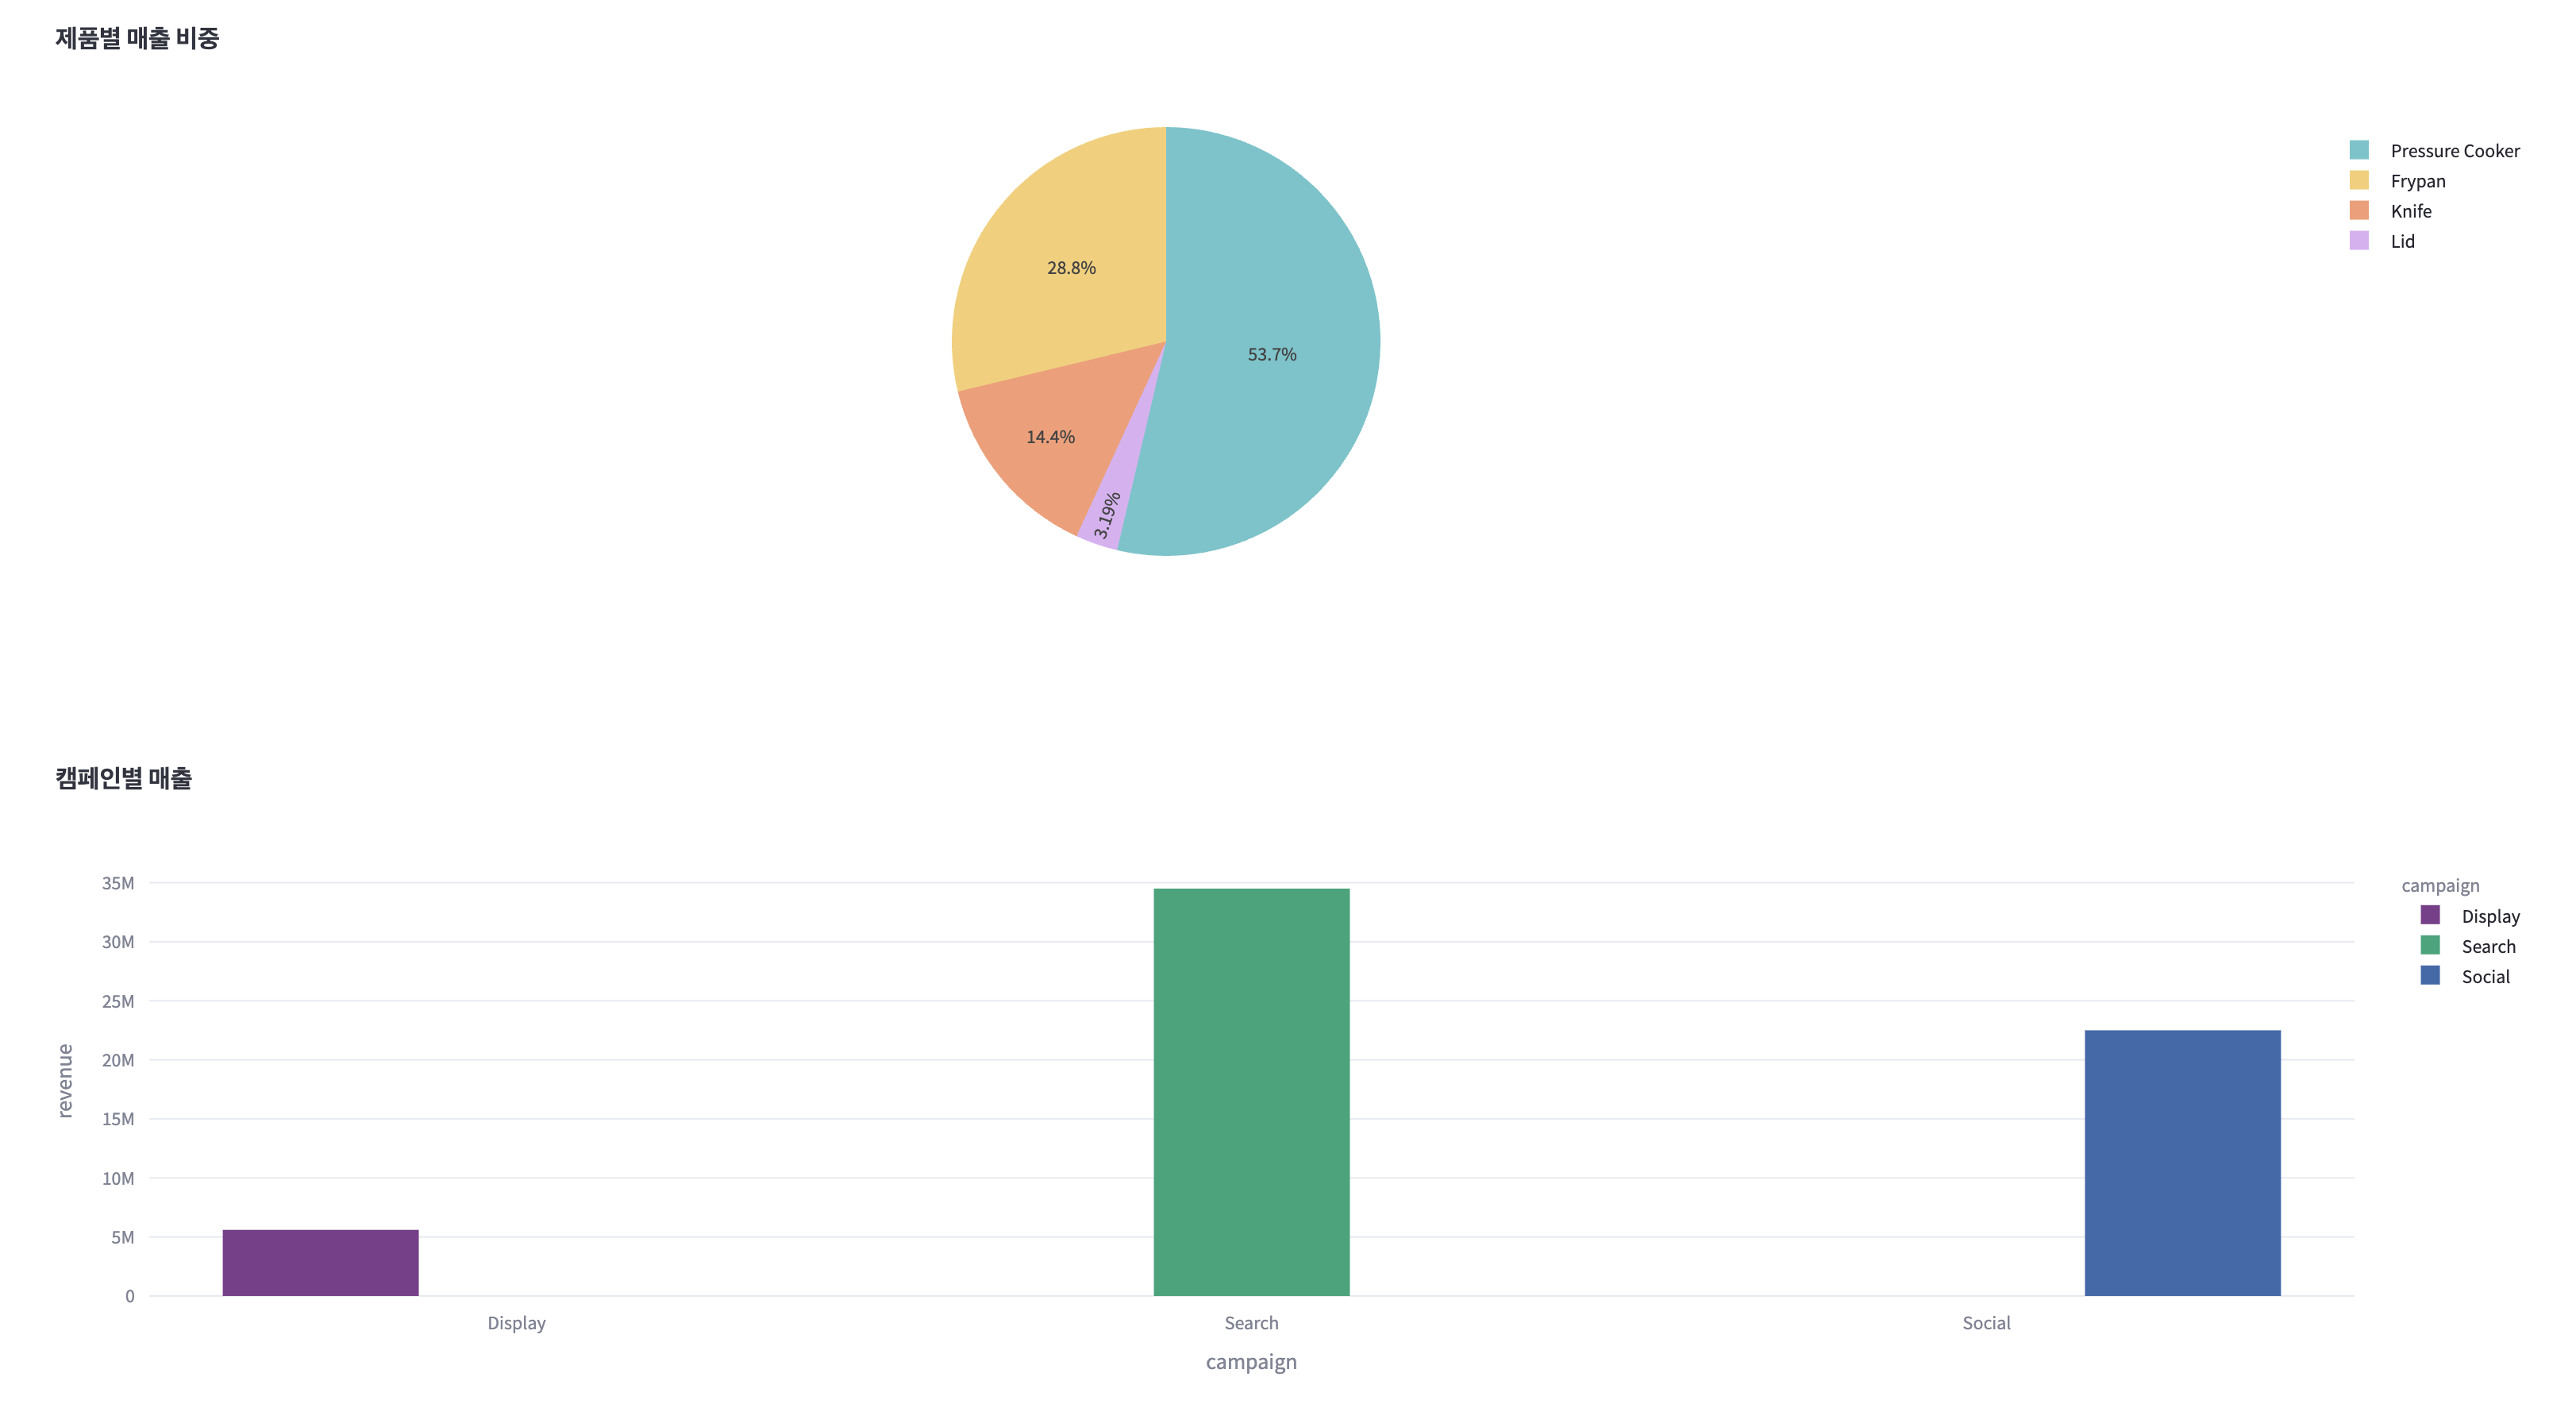 제품별 매출 비중
Pressure Cooker
Frypan
Knife
Lid
28.8%
53.7%
14.4%
3.19%
캠페인별 매출
35M
30M
25M
20M
15M
10M
5M
0
revenue
Display
Search
Social
campaign
campaign
Display
Search
Social